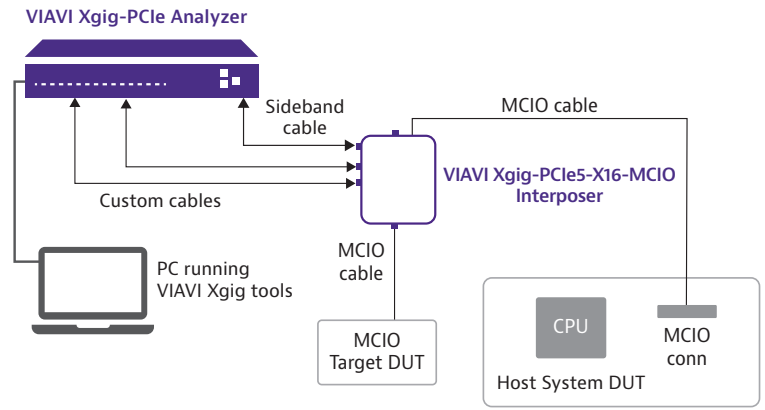 VIAVI Xgig-PCIe Analyzer
Sideband
cable
MCIO cable
VIAVI Xgig-PCIe5-X16-MCIO
Interposer
Custom cables
MCIO
cable
PC running
VIAVI Xgig tools
MCIO
Target DUT
CPU
MCIO
conn
Host System DUT